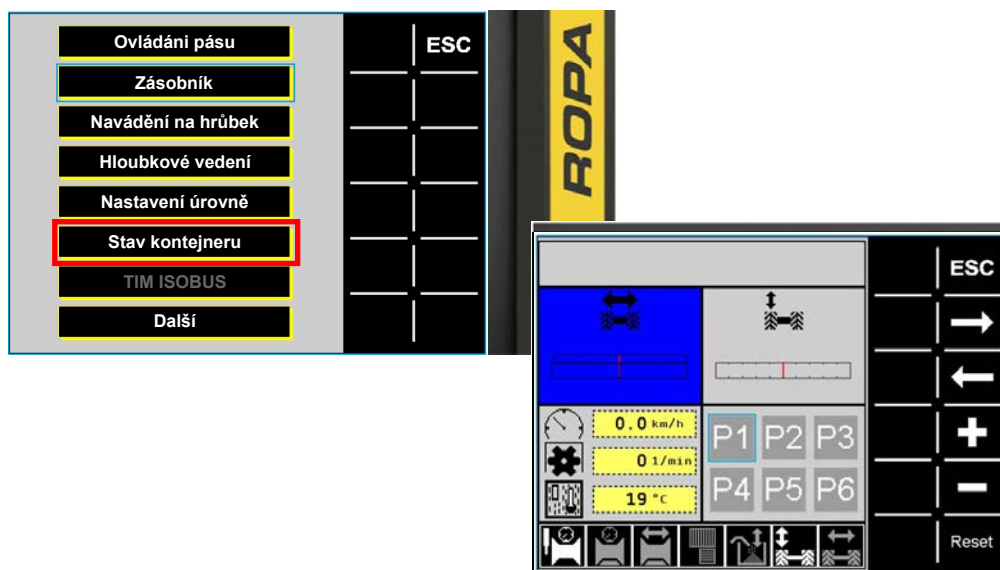 Ovládáni pásu
ESC
Zásobník
Navádění na hrůbek
Hloubkové vedení
Nastavení úrovně
Stav kontejneru
TIM ISOBUS
Další
ROPA
ESC
0.0 km/h
0 1/min
19 °C
P1 P2 P3
P4 P5 P6
Reset